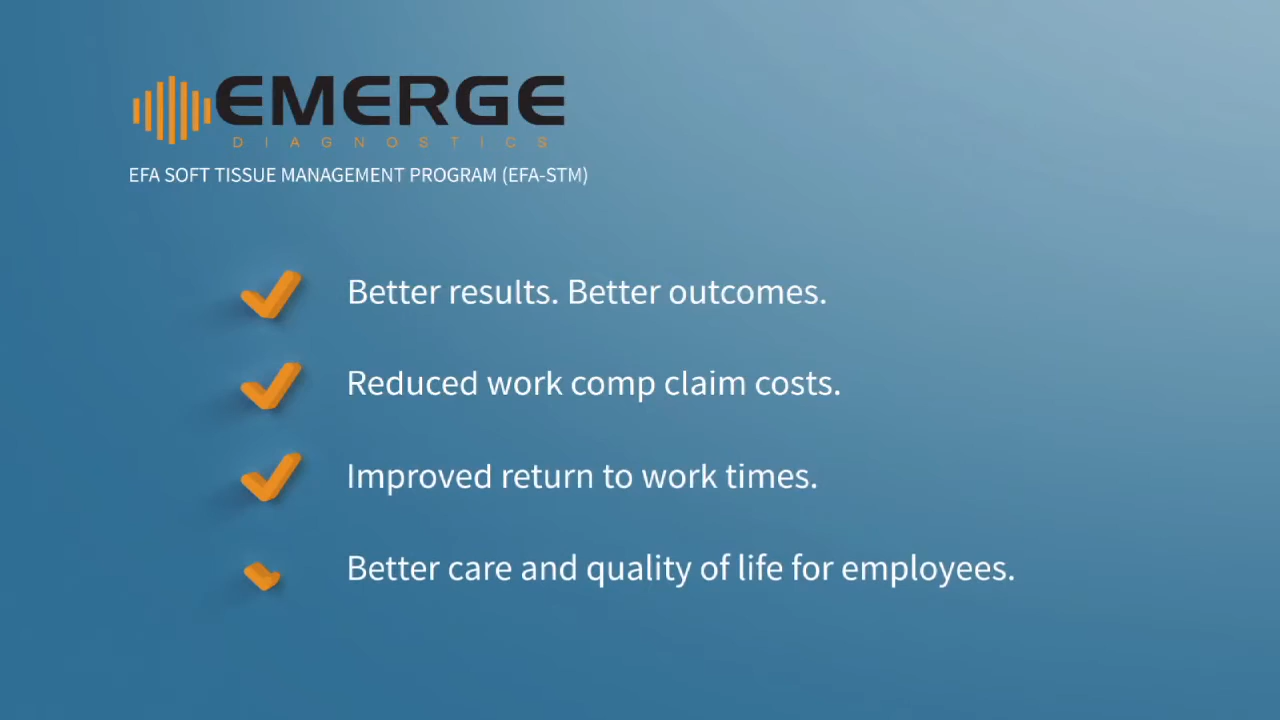 EMERGE
DIAGNOSTICS
EFA SOFT TISSUE MANAGEMENT PROGRAM (EFA-STM)
Better results. Better outcomes.
Reduced work comp claim costs.
Improved return to work times.
Better care and quality of life for employees.